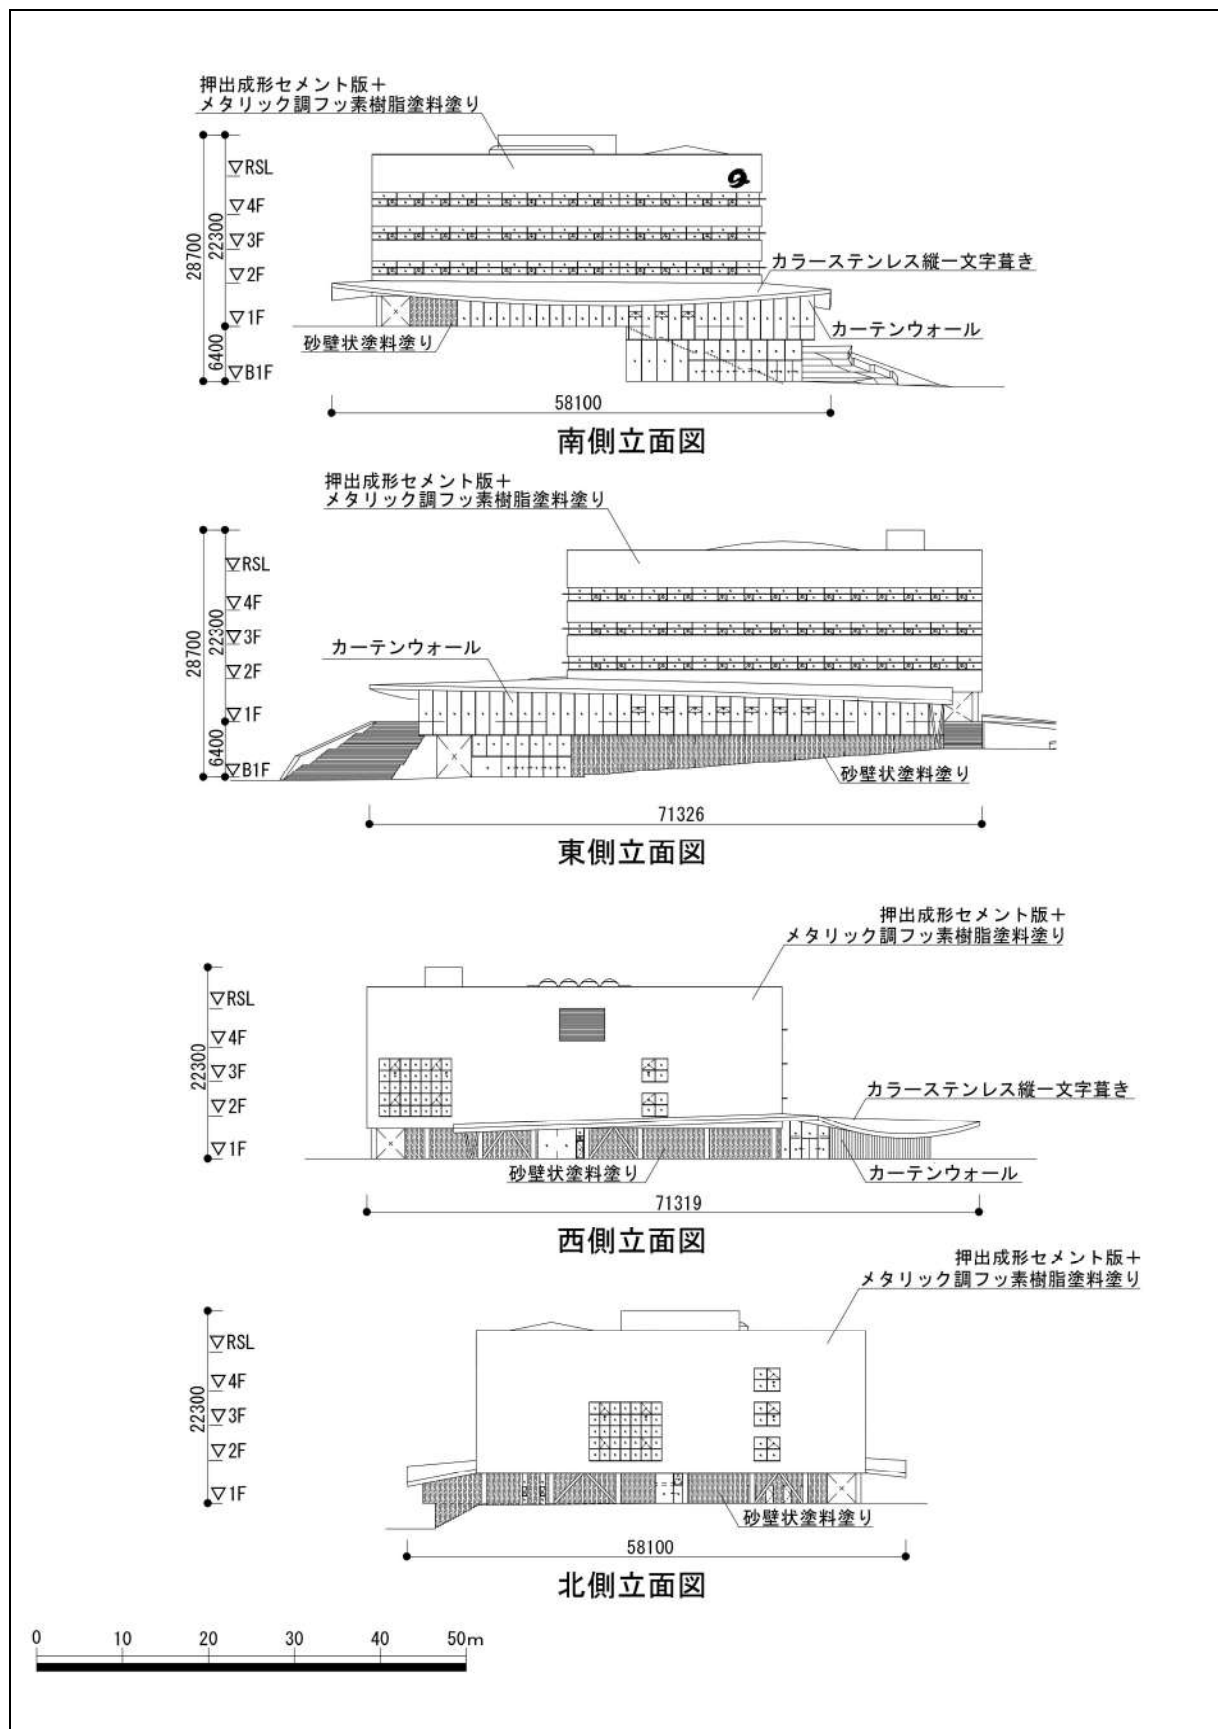 押出成形セメント版＋
メタリック調フッ素樹脂塗料塗り
▽RSL
▽4F
▽3F
▽2F
▽1F
▽B1F
28700
22300
6400
カラーステンレス縦一文字葺き
カーテンウォール
砂壁状塗料塗り
58100
南側立面図
押出成形セメント版＋
メタリック調フッ素樹脂塗料塗り
▽RSL
▽4F
▽3F
▽2F
▽1F
▽B1F
28700
22300
6400
カーテンウォール
砂壁状塗料塗り
71326
東側立面図
押出成形セメント版＋
メタリック調フッ素樹脂塗料塗り
▽RSL
▽4F
▽3F
▽2F
▽1F
22300
カラーステンレス縦一文字葺き
砂壁状塗料塗り
カーテンウォール
71319
西側立面図
押出成形セメント版＋
メタリック調フッ素樹脂塗料塗り
▽RSL
▽4F
▽3F
▽2F
▽1F
22300
砂壁状塗料塗り
58100
北側立面図
0 10 20 30 40 50m